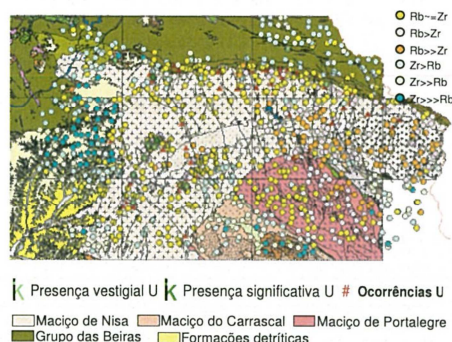 Rb~=Zr
Rb>Zr
Rb>>Zr
Zr>Rb
Zr>>Rb
Zr>>>Rb
K Presença vestigial U K Presença significativa U # Ocorrências U
Maciço de Nisa Maciço do Carrascal Maciço de Portalegre
Grupo das Beiras Formações detríticas